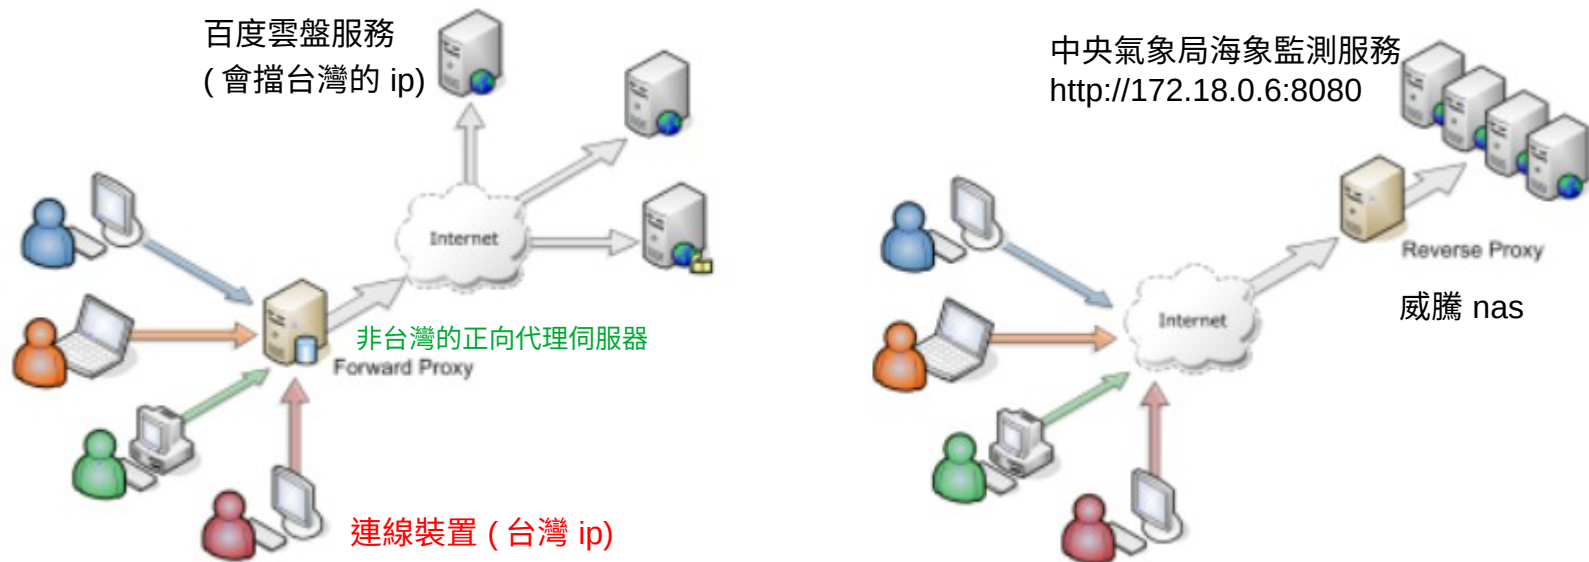 百度雲盤服務
( 會擋台灣的 ip)
Internet
非台灣的正向代理伺服器
Forward Proxy
連線裝置 ( 台灣 ip)
中央氣象局海象監測服務
http://172.18.0.6:8080
Reverse Proxy
威騰 nas
Internet